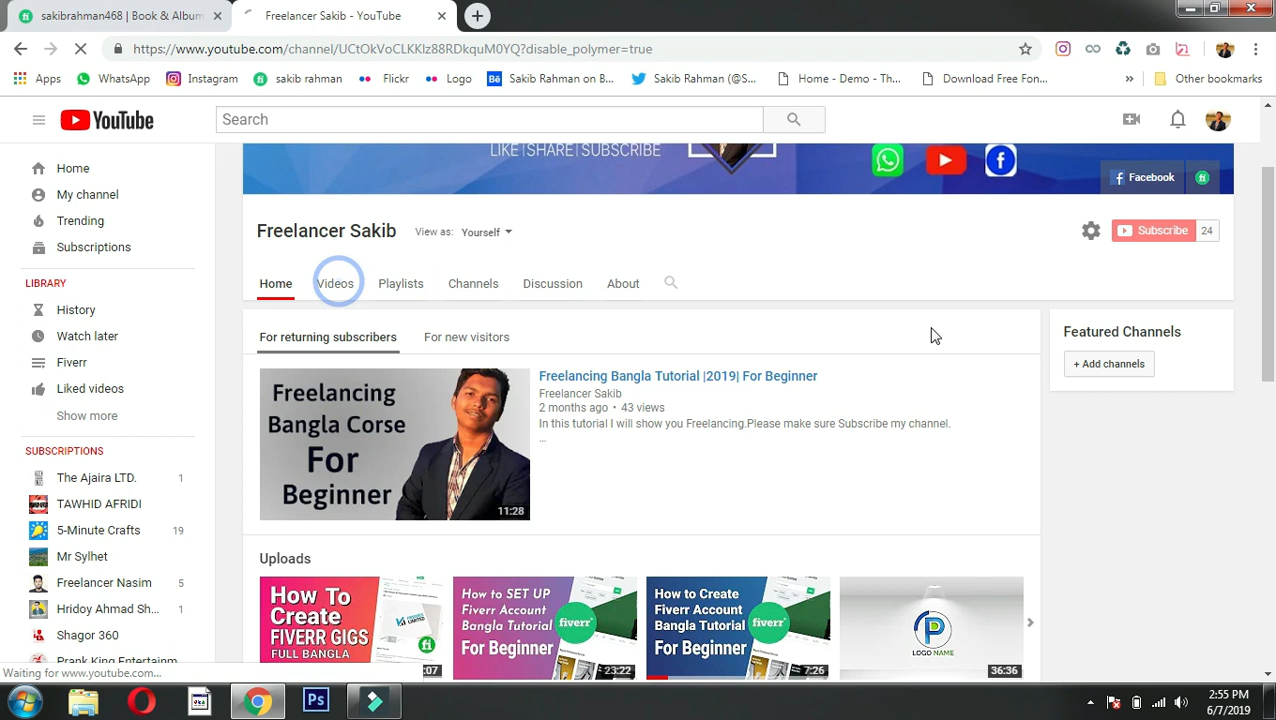 sakibrahman468 | Book & Album
Freelancer Sakib - YouTube
https://www.youtube.com/channel/UCtOkVoCLKKlz88RDkquM0YQ?disable_polymer=true
Apps
WhatsApp
Instagram
sakib rahman
Flickr
Logo
Sakib Rahman on B...
Sakib Rahman (@S...
Home - Demo - Th...
Download Free Fon...
»
Other bookmarks
YouTube
Search
LIKE|SHARE|SUBSCRIBE
Facebook
fi
Home
My channel
Trending
Subscriptions
LIBRARY
History
Watch later
Fiverr
Liked videos
Show more
SUBSCRIPTIONS
The Ajaira LTD. 1
TAWHID AFRIDI
5-Minute Crafts 19
Mr Sylhet
Freelancer Nasim 5
Hridoy Ahmad Sh... 1
Shagor 360
Prank King Entertainm
Freelancer Sakib
View as: Yourself
Subscribe 24
Home Videos Playlists Channels Discussion About
For returning subscribers
For new visitors
Freelancing
Bangla Corse
For
Beginner
11:28
Freelancing Bangla Tutorial |2019| For Beginner
Freelancer Sakib
2 months ago • 43 views
In this tutorial I will show you Freelancing.Please make sure Subscribe my channel.
...
Featured Channels
+ Add channels
Uploads
How To
Create
FIVERR GIGS
FULL BANGLA
fi
:07
How to SET UP
Fiverr Account
Bangla Tutorial
For Beginner
fiverr
23:22
How to Create
Fiverr Account
Bangla Tutorial
For Beginner
fiverr
7:26
LOGO NAME
36:36
Waiting for www.youtube.com...
Ps
2:55 PM
6/7/2019